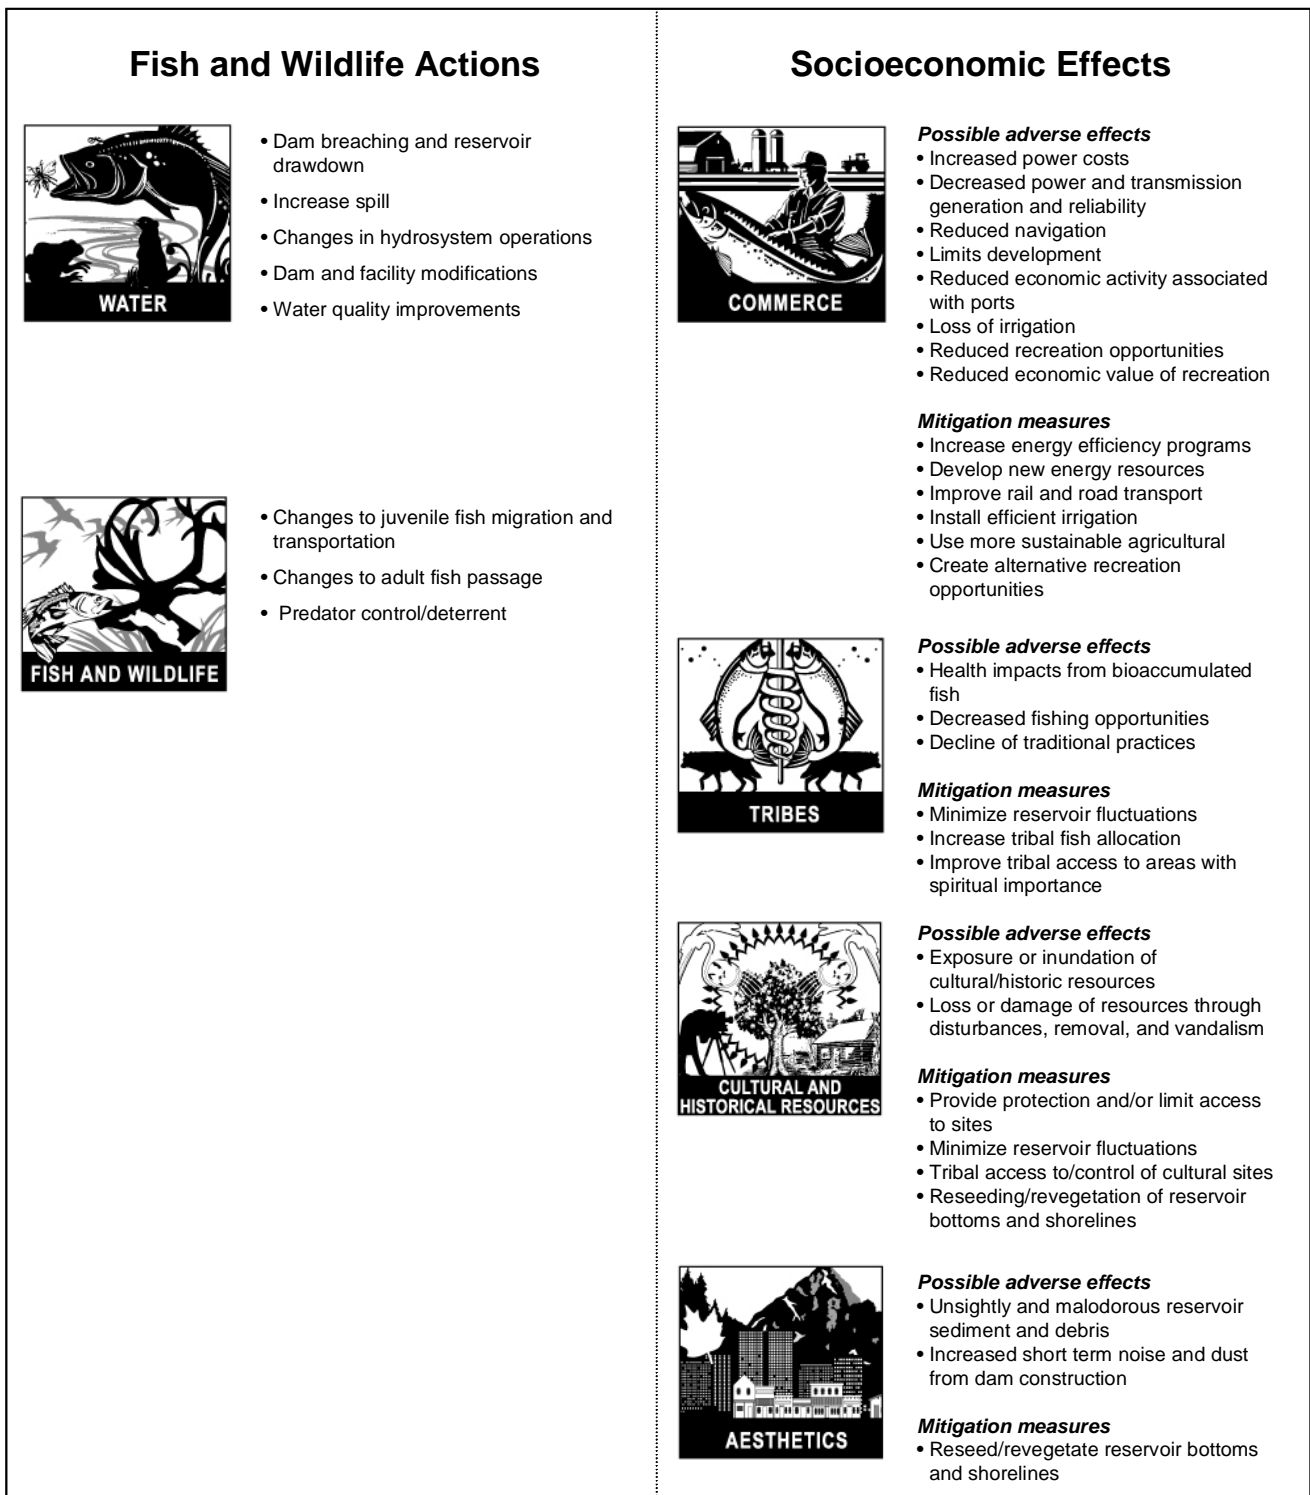 Fish and Wildlife Actions
WATER
• Dam breaching and reservoir
drawdown
• Increase spill
• Changes in hydrosystem operations
• Dam and facility modifications
• Water quality improvements
FISH AND WILDLIFE
• Changes to juvenile fish migration and
transportation
• Changes to adult fish passage
• Predator control/deterrent
Socioeconomic Effects
COMMERCE
Possible adverse effects
• Increased power costs
• Decreased power and transmission
generation and reliability
• Reduced navigation
• Limits development
• Reduced economic activity associated
with ports
• Loss of irrigation
• Reduced recreation opportunities
• Reduced economic value of recreation
Mitigation measures
• Increase energy efficiency programs
• Develop new energy resources
• Improve rail and road transport
• Install efficient irrigation
• Use more sustainable agricultural
• Create alternative recreation
opportunities
TRIBES
Possible adverse effects
• Health impacts from bioaccumulated
fish
• Decreased fishing opportunities
• Decline of traditional practices
Mitigation measures
• Minimize reservoir fluctuations
• Increase tribal fish allocation
• Improve tribal access to areas with
spiritual importance
CULTURAL AND
HISTORICAL RESOURCES
Possible adverse effects
• Exposure or inundation of
cultural/historic resources
• Loss or damage of resources through
disturbances, removal, and vandalism
Mitigation measures
• Provide protection and/or limit access
to sites
• Minimize reservoir fluctuations
• Tribal access to/control of cultural sites
• Reseeding/revegetation of reservoir
bottoms and shorelines
AESTHETICS
Possible adverse effects
• Unsightly and malodorous reservoir
sediment and debris
• Increased short term noise and dust
from dam construction
Mitigation measures
• Reseed/revegetate reservoir bottoms
and shorelines